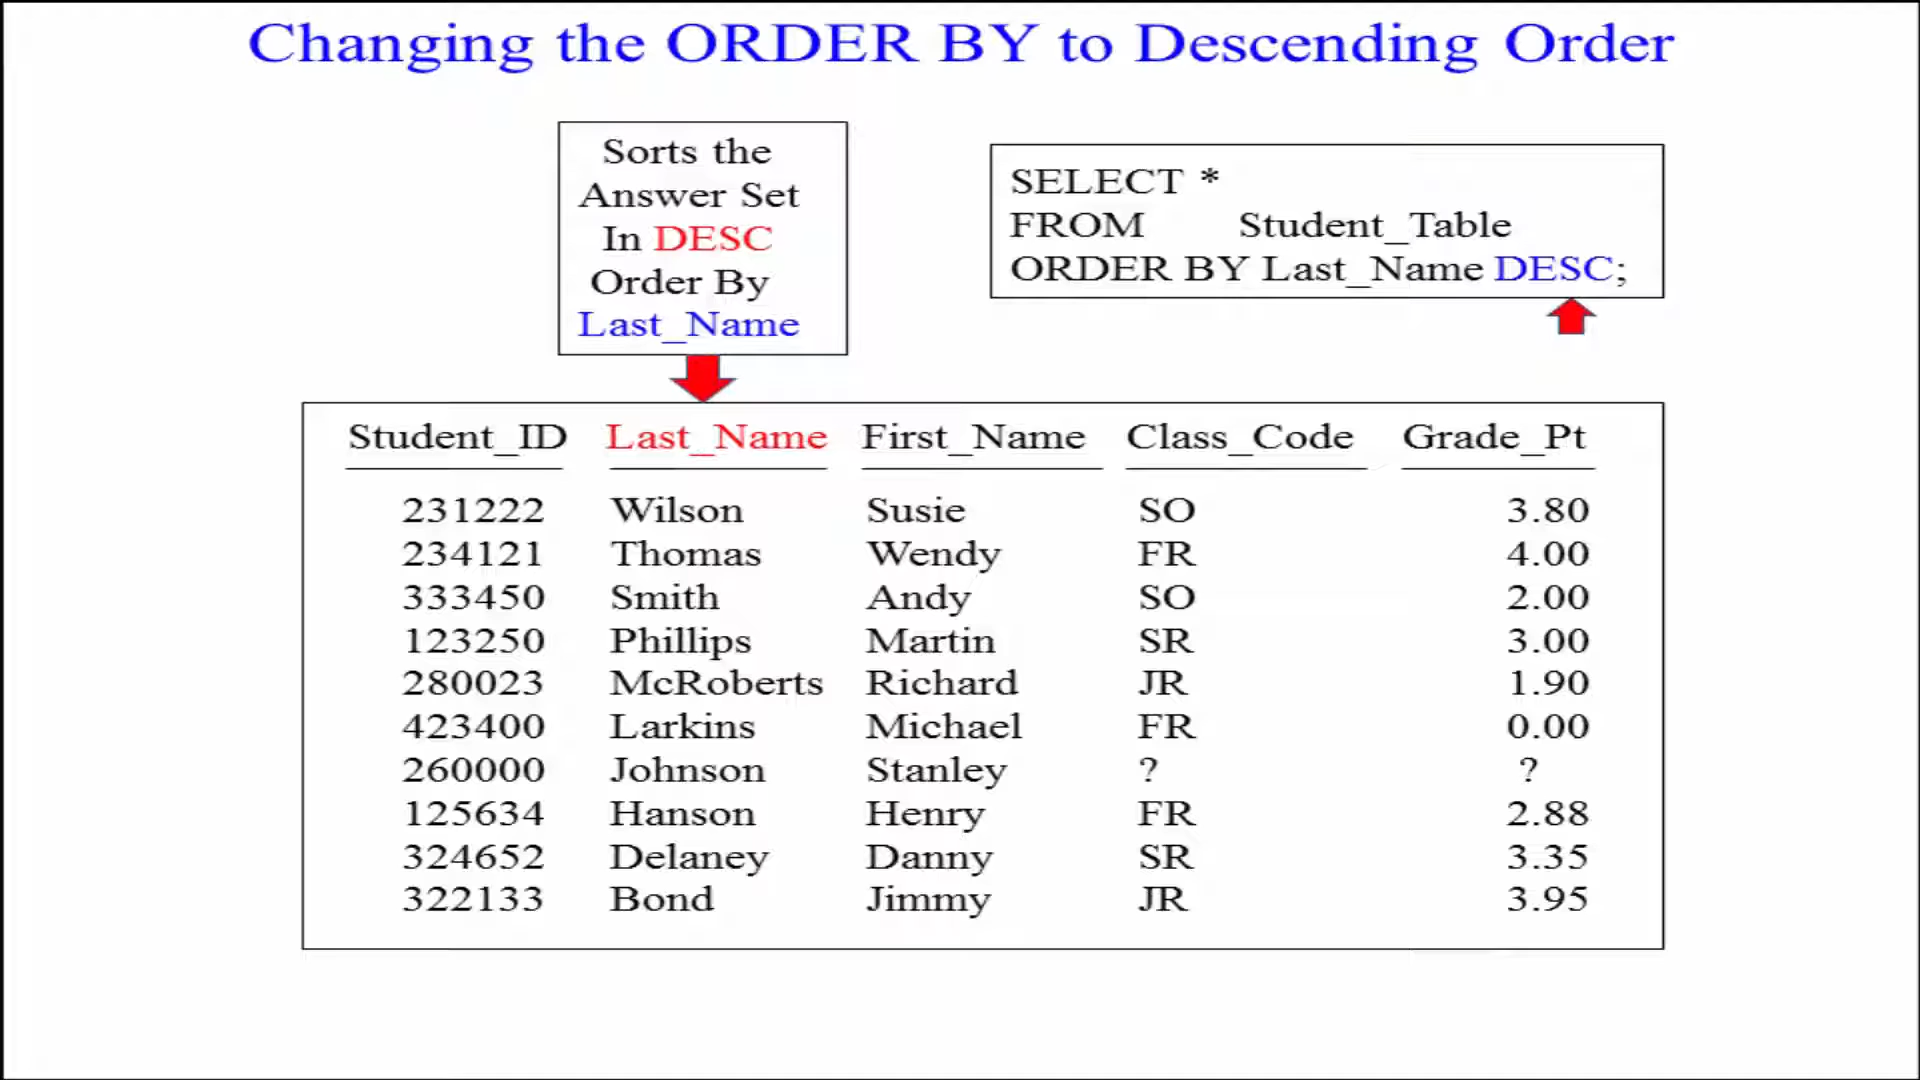 Changing the ORDER BY to Descending Order
Sorts the
Answer Set
In DESC
Order By
Last_Name
SELECT *
FROM Student_Table
ORDER BY Last_Name DESC;
Student_ID Last_Name First_Name Class_Code Grade_Pt
231222 Wilson Susie SO 3.80
234121 Thomas Wendy FR 4.00
333450 Smith Andy SO 2.00
123250 Phillips Martin SR 3.00
280023 McRoberts Richard JR 1.90
423400 Larkins Michael FR 0.00
260000 Johnson Stanley ? ?
125634 Hanson Henry FR 2.88
324652 Delaney Danny SR 3.35
322133 Bond Jimmy JR 3.95